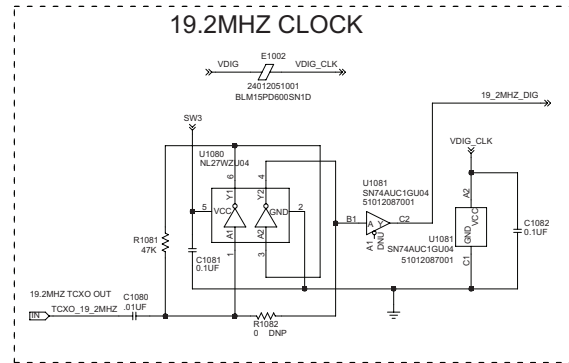 19.2MHZ CLOCK
E1002
VDIG
VDIG_CLK
24012051001
BLM15PD600SN1D
19_2MHZ_DIG
SW3
VDIG_CLK
U1080
NL27WZU04
6
4
Y1
Y2
5
VCC
GND
2
A1
A2
1
3
U1081
SN74AUC1GU04
51012087001
B1
A
Y
C2
A1
DNU
A2
VCC
GND
C1
U1081
SN74AUC1GU04
51012087001
C1082
0.1UF
R1081
47K
C1081
0.1UF
19.2MHZ TCXO OUT
IN
TCXO_19_2MHZ
C1080
.01UF
R1082
0 DNP